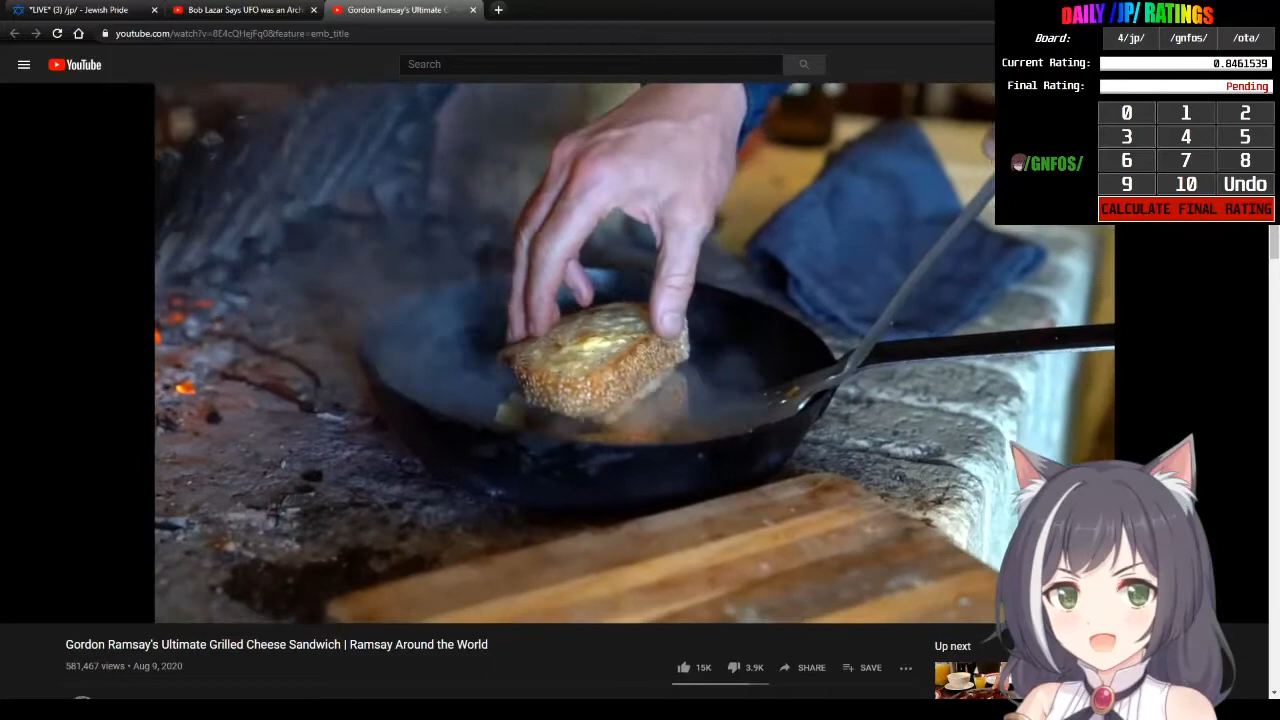 *LIVE* (3) /jp/ - Jewish Pride
Bob Lazar Says UFO was an Arch
Gordon Ramsay's Ultimate G
youtube.com/watch?v=8E4cQHejFq0&feature=emb_title
YouTube
Search
DAILY /JP/ RATINGS
Board: 4/jp/ /gnfos/ /ota/
Current Rating: 0.8461539
Final Rating: Pending
0 1 2
3 4 5
/GNFOS/ 6 7 8
9 10 Undo
CALCULATE FINAL RATING
Gordon Ramsay's Ultimate Grilled Cheese Sandwich | Ramsay Around the World
581,467 views • Aug 9, 2020
15K 3.9K SHARE SAVE
Up next